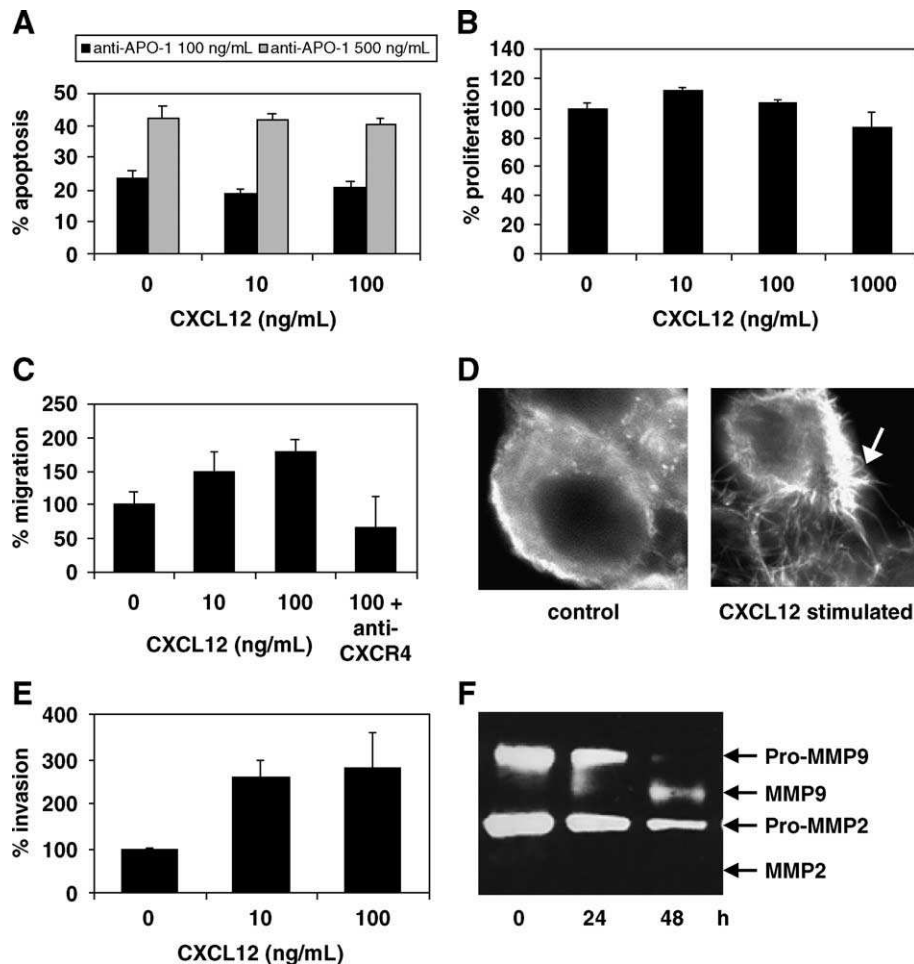 A
anti-APO-1 100 ng/mL anti-APO-1 500 ng/mL
50
40
30
20
10
0
% apoptosis
0 10 100
CXCL12 (ng/mL)
B
140
120
100
80
60
40
20
0
% proliferation
0 10 100 1000
CXCL12 (ng/mL)
C
250
200
150
100
50
0
% migration
0 10 100 100 +
anti-
CXCR4
CXCL12 (ng/mL)
D
control
CXCL12 stimulated
E
400
300
200
100
0
% invasion
0 10 100
CXCL12 (ng/mL)
F
Pro-MMP9
MMP9
Pro-MMP2
MMP2
0 24 48 h